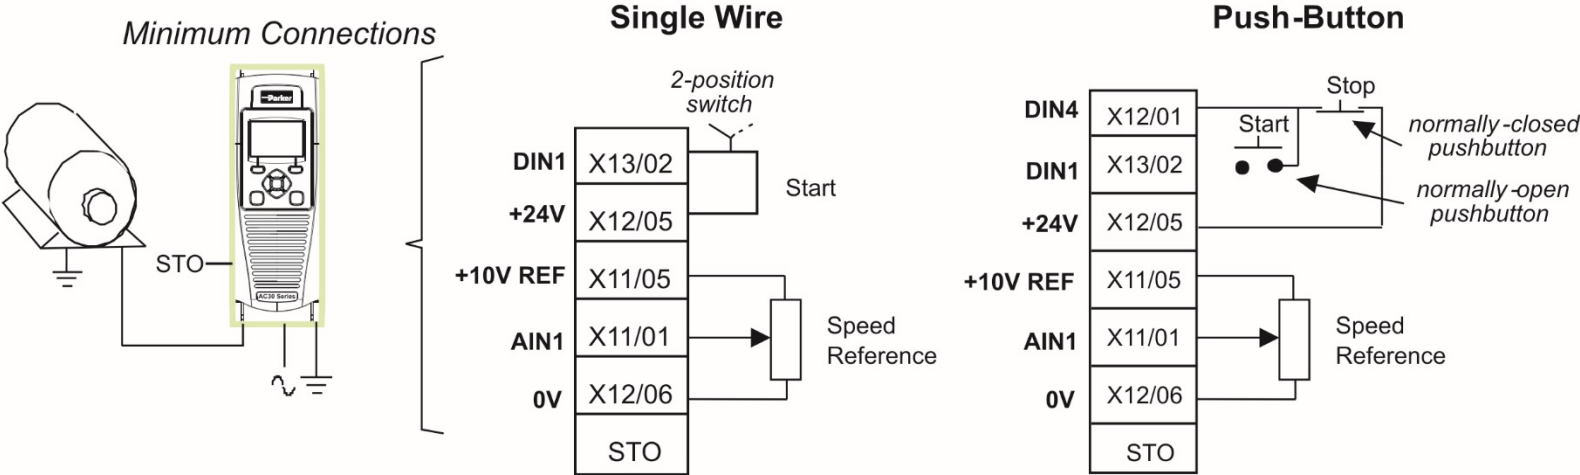 Minimum Connections
Parker
AC30 Series
STO
Single Wire
2-position
switch
DIN1 X13/02
+24V X12/05
Start
+10V REF X11/05
AIN1 X11/01
0V X12/06
STO
Speed
Reference
Push-Button
DIN4 X12/01
DIN1 X13/02
+24V X12/05
+10V REF X11/05
AIN1 X11/01
0V X12/06
STO
Stop
Start
normally-closed
pushbutton
normally-open
pushbutton
Speed
Reference